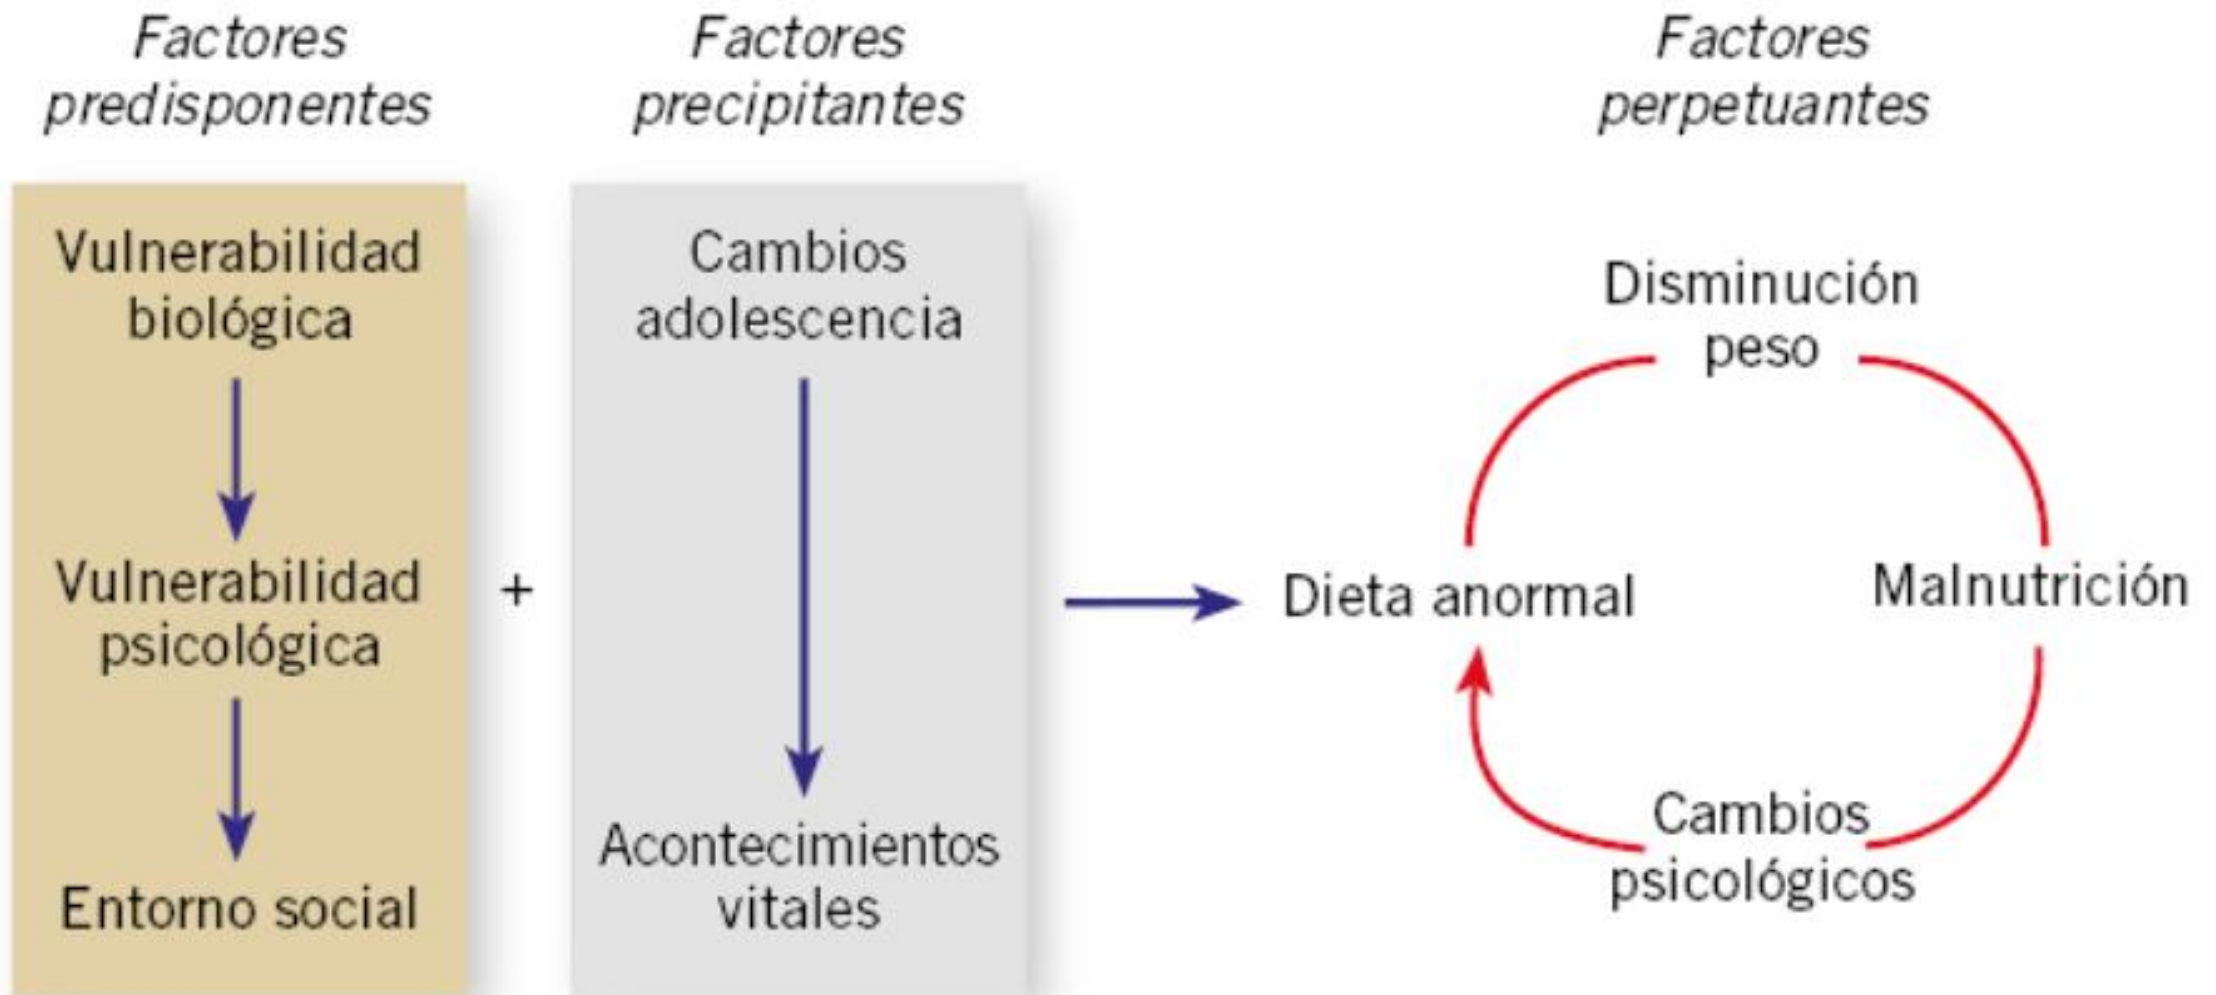 Factores
predisponentes
Vulnerabilidad
biológica
Vulnerabilidad
psicológica
Entorno social
+
Factores
precipitantes
Cambios
adolescencia
Acontecimientos
vitales
Factores
perpetuantes
Disminución
peso
Dieta anormal
Malnutrición
Cambios
psicológicos